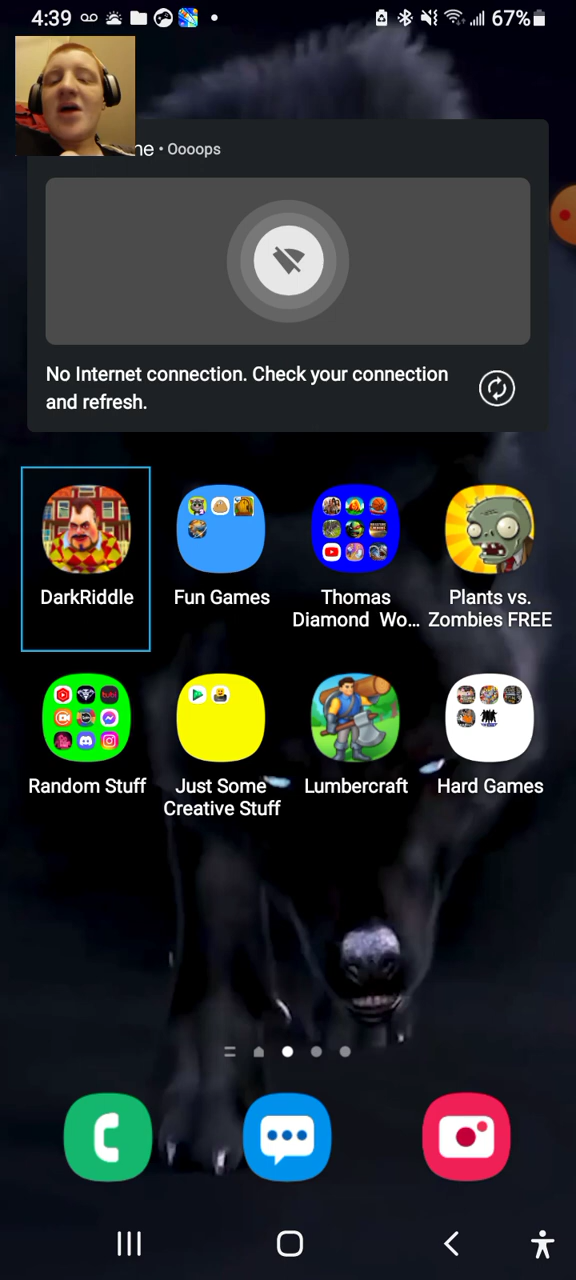 4:39
67%
ne • Oooops
No Internet connection. Check your connection
and refresh.
DarkRiddle
Fun Games
Thomas
Diamond Wo...
Plants vs.
Zombies FREE
Random Stuff
Just Some
Creative Stuff
Lumbercraft
Hard Games